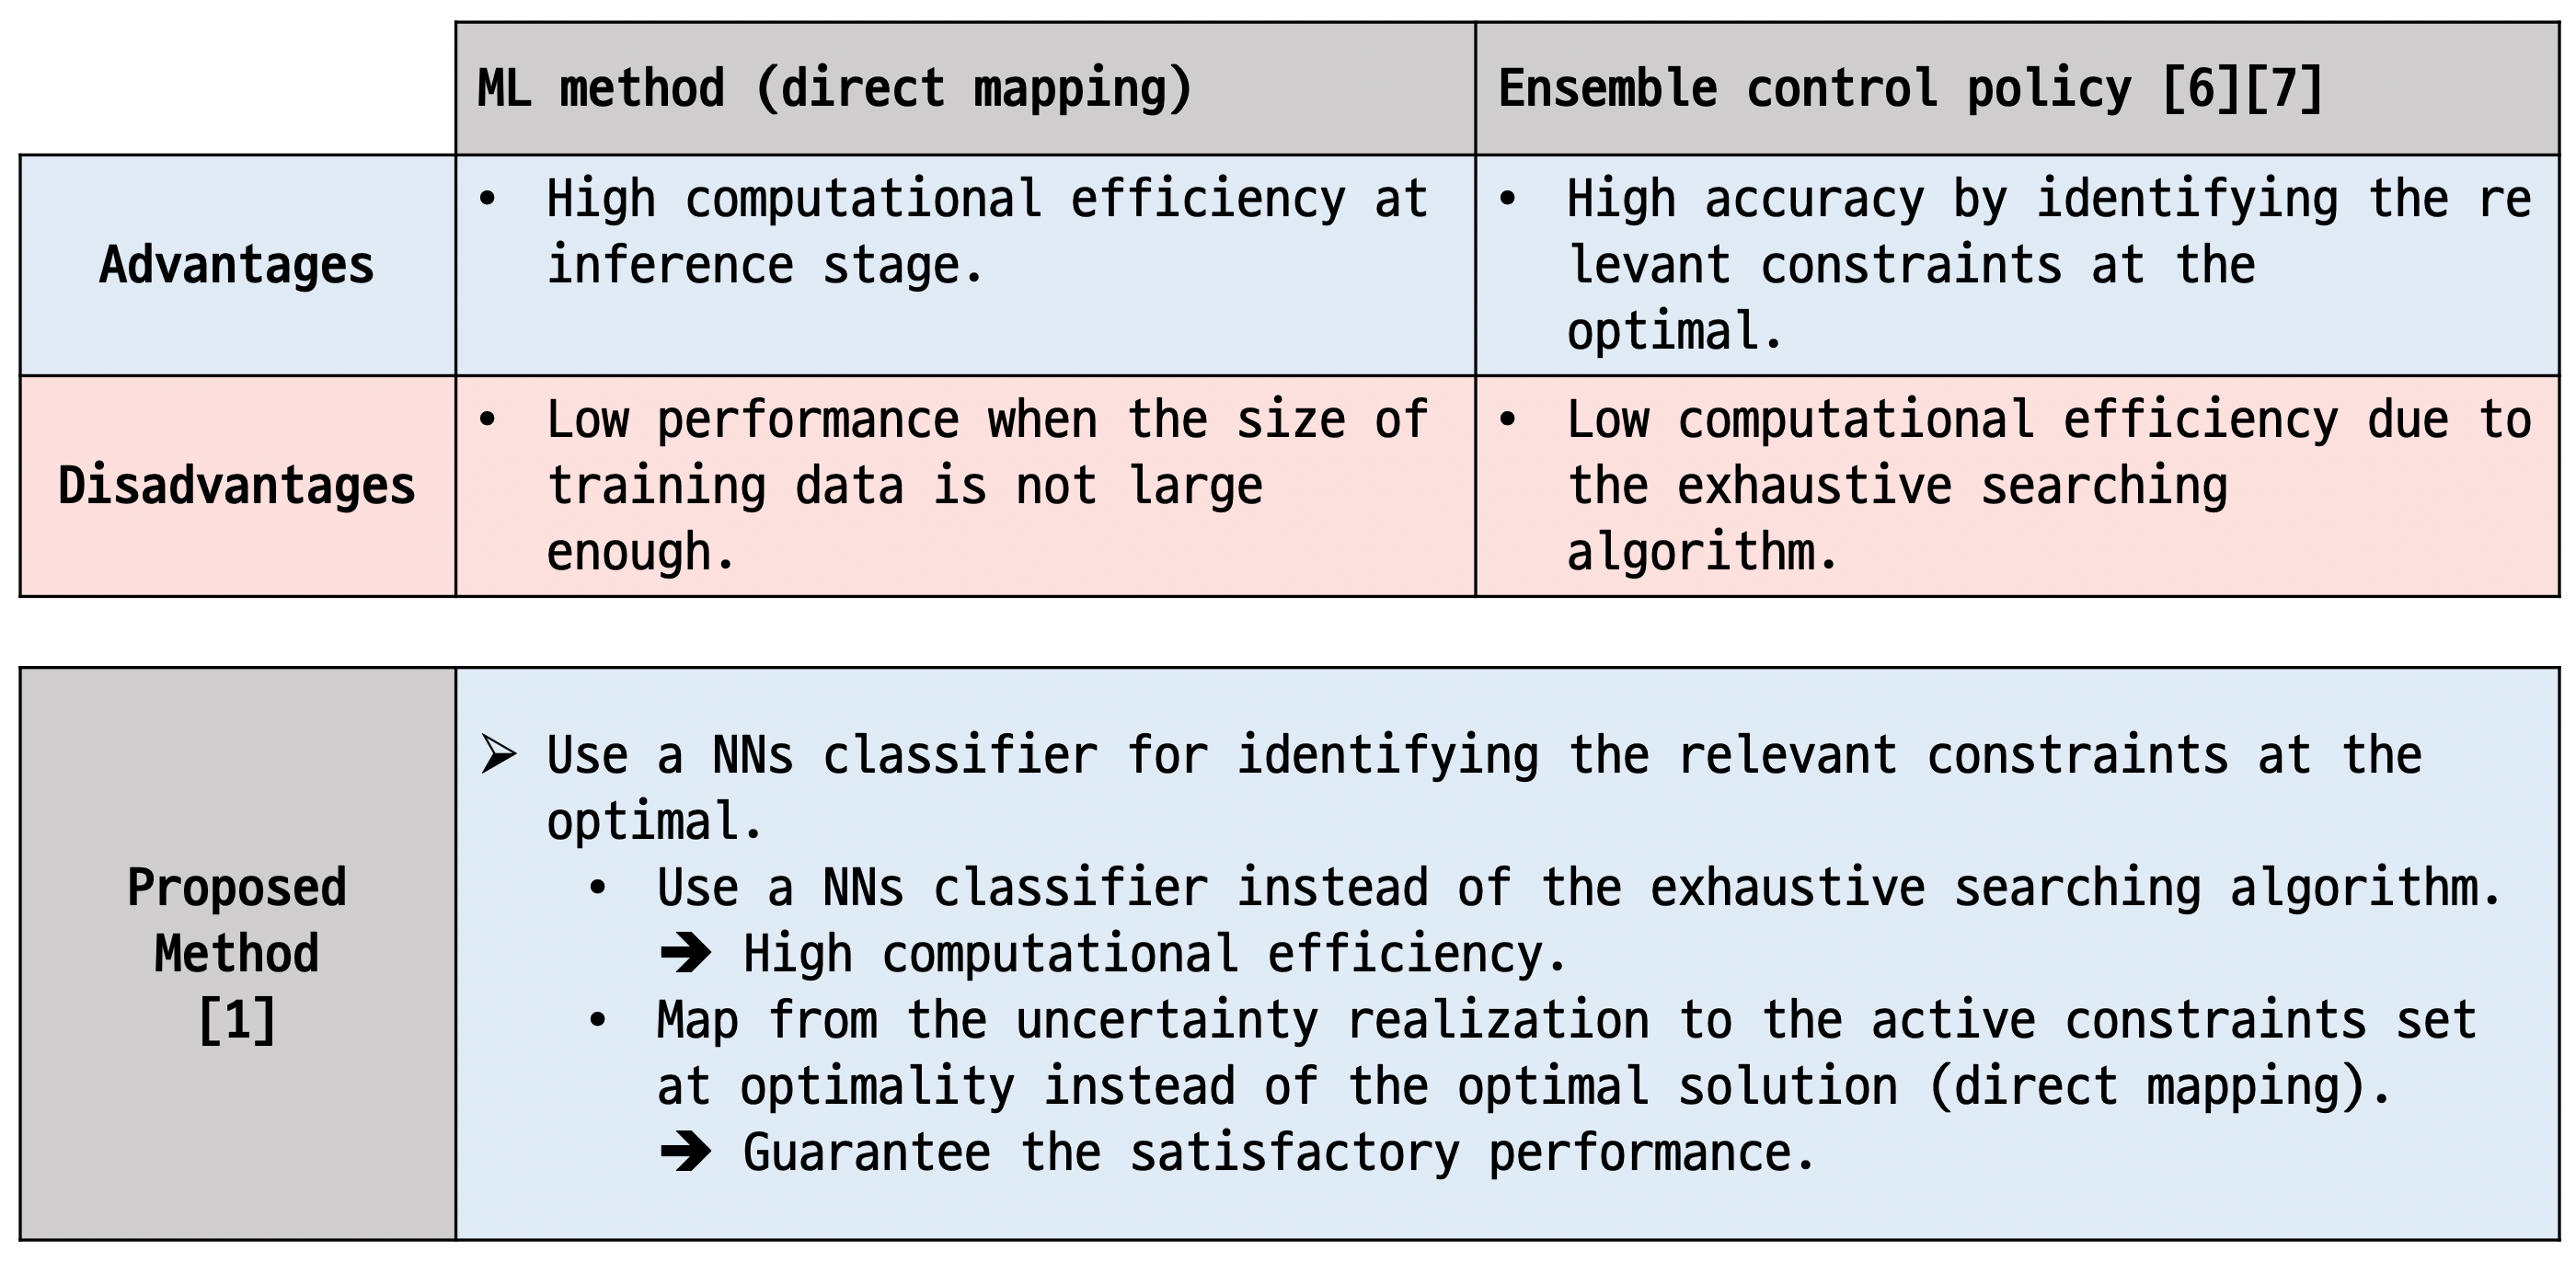 ML method (direct mapping)
Ensemble control policy [6][7]
Advantages
• High computational efficiency at
inference stage.
• High accuracy by identifying the re
levant constraints at the
optimal.
Disadvantages
• Low performance when the size of
training data is not large
enough.
• Low computational efficiency due to
the exhaustive searching
algorithm.
Proposed
Method
[1]
➢ Use a NNs classifier for identifying the relevant constraints at the
optimal.
• Use a NNs classifier instead of the exhaustive searching algorithm.
➔ High computational efficiency.
• Map from the uncertainty realization to the active constraints set
at optimality instead of the optimal solution (direct mapping).
➔ Guarantee the satisfactory performance.